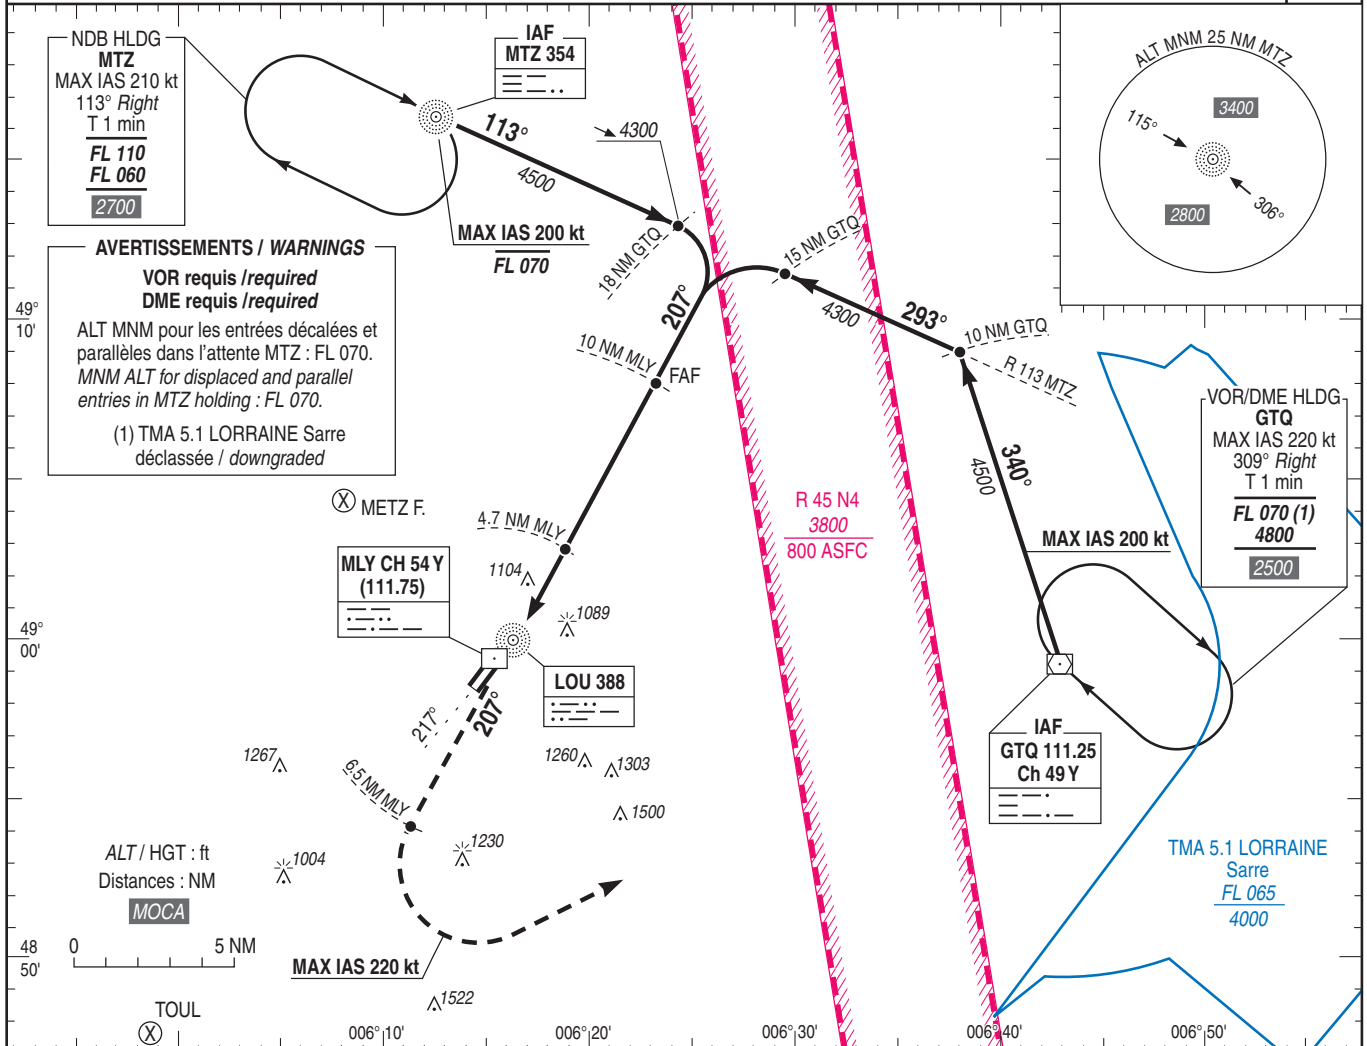 NDB HLDG
MTZ
MAX IAS 210 kt
113° Right
T 1 min
FL 110
FL 060
2700
IAF
MTZ 354
113°
4500
4300
MAX IAS 200 kt
FL 070
18 NM GTQ
15 NM GTQ
4300
293°
10 NM GTQ
R 113 MTZ
ALT MNM 25 NM MTZ
3400
115°
306°
2800
AVERTISSEMENTS / WARNINGS
VOR requis /required
DME requis /required
ALT MNM pour les entrées décalées et
parallèles dans l'attente MTZ : FL 070.
MNM ALT for displaced and parallel
entries in MTZ holding : FL 070.
(1) TMA 5.1 LORRAINE Sarre
déclassée / downgraded
49°
10'
207°
10 NM MLY
FAF
VOR/DME HLDG
GTQ
MAX IAS 220 kt
309° Right
T 1 min
FL 070 (1)
4800
2500
340°
4500
MAX IAS 200 kt
R 45 N4
3800
800 ASFC
METZ F.
4.7 NM MLY
1104
1089
MLY CH 54 Y
(111.75)
49°
00'
LOU 388
217°
207°
IAF
GTQ 111.25
Ch 49 Y
1267
1260
1303
1500
6.5 NM MLY
1230
1004
ALT / HGT : ft
Distances : NM
MOCA
0
5 NM
TMA 5.1 LORRAINE
Sarre
FL 065
4000
48
50'
MAX IAS 220 kt
1522
TOUL
006°10'
006°20'
006°30'
006°40'
006°50'